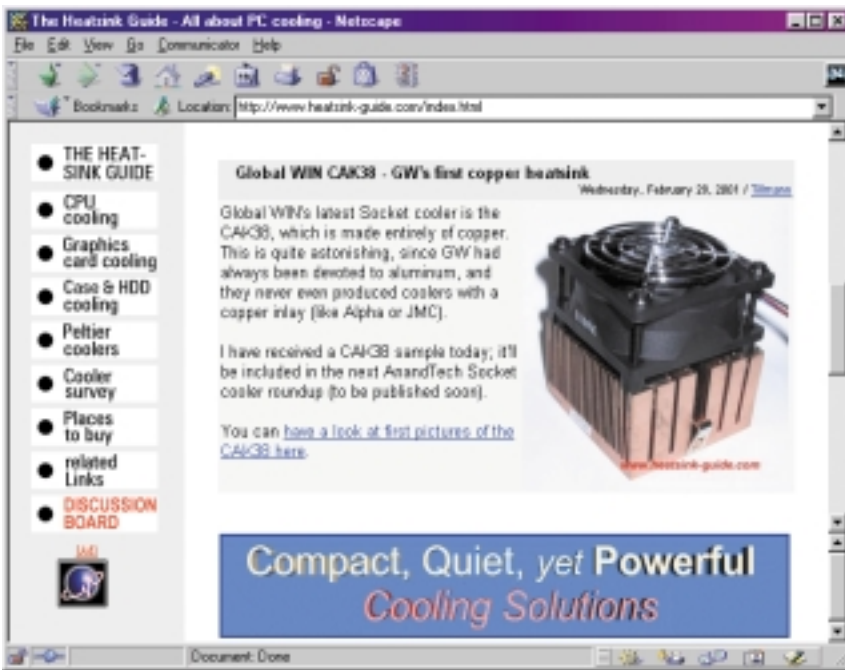 The Heatsink Guide - All about PC cooling - Netscape
File Edit View Go Communicator Help
Bookmarks Location: http://www.heatsink-guide.com/index.html
THE HEAT-
SINK GUIDE
CPU
cooling
Graphics
card cooling
Case & HDD
cooling
Peltier
coolers
Cooler
survey
Places
to buy
related
Links
DISCUSSION
BOARD
Global WIN CAK38 - GW's first copper heatsink
Wednesday, February 28, 2001 / Tillmann
Global WIN's latest Socket cooler is the
CAK38, which is made entirely of copper.
This is quite astonishing, since GW had
always been devoted to aluminum, and
they never even produced coolers with a
copper inlay (like Alpha or JMC).
I have received a CAK38 sample today; it'll
be included in the next AnandTech Socket
cooler roundup (to be published soon).
You can have a look at first pictures of the
CAK38 here.
www.heatsink-guide.com
Compact, Quiet, yet Powerful
Cooling Solutions
Document: Done